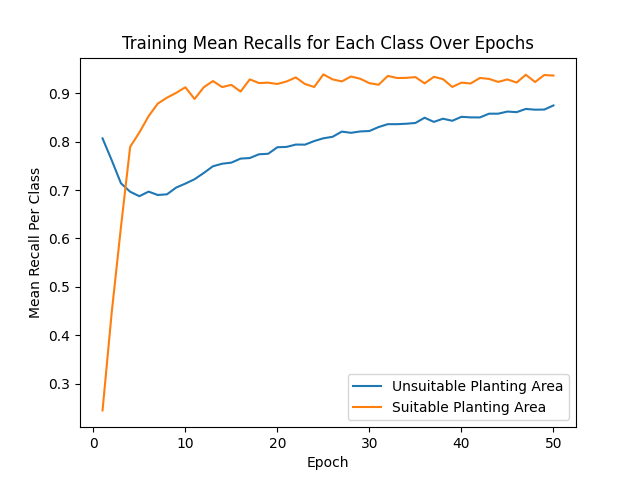 Training Mean Recalls for Each Class Over Epochs
Mean Recall Per Class
0.9
0.8
0.7
0.6
0.5
0.4
0.3
Unsuitable Planting Area
Suitable Planting Area
0 10 20 30 40 50
Epoch